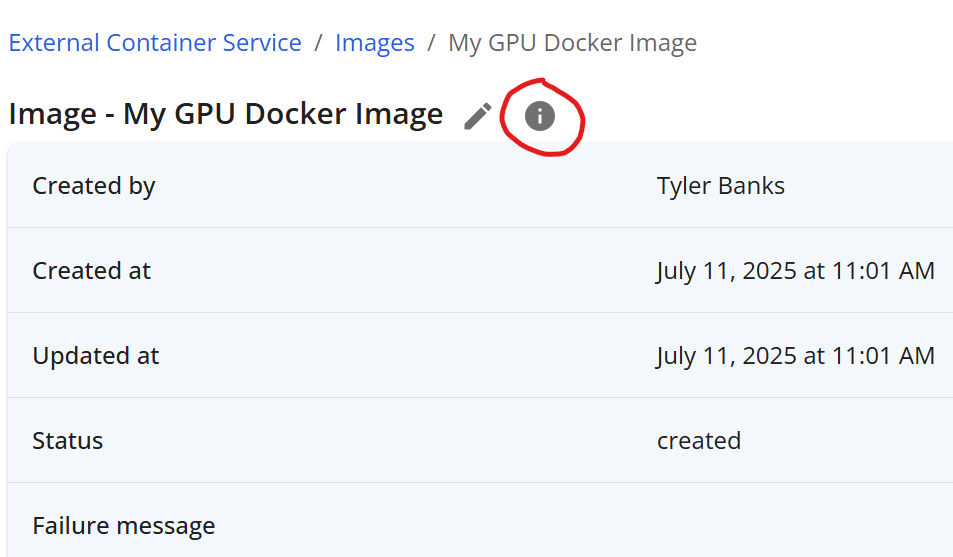 External Container Service / Images / My GPU Docker Image
Image - My GPU Docker Image
Created by Tyler Banks
Created at July 11, 2025 at 11:01 AM
Updated at July 11, 2025 at 11:01 AM
Status created
Failure message